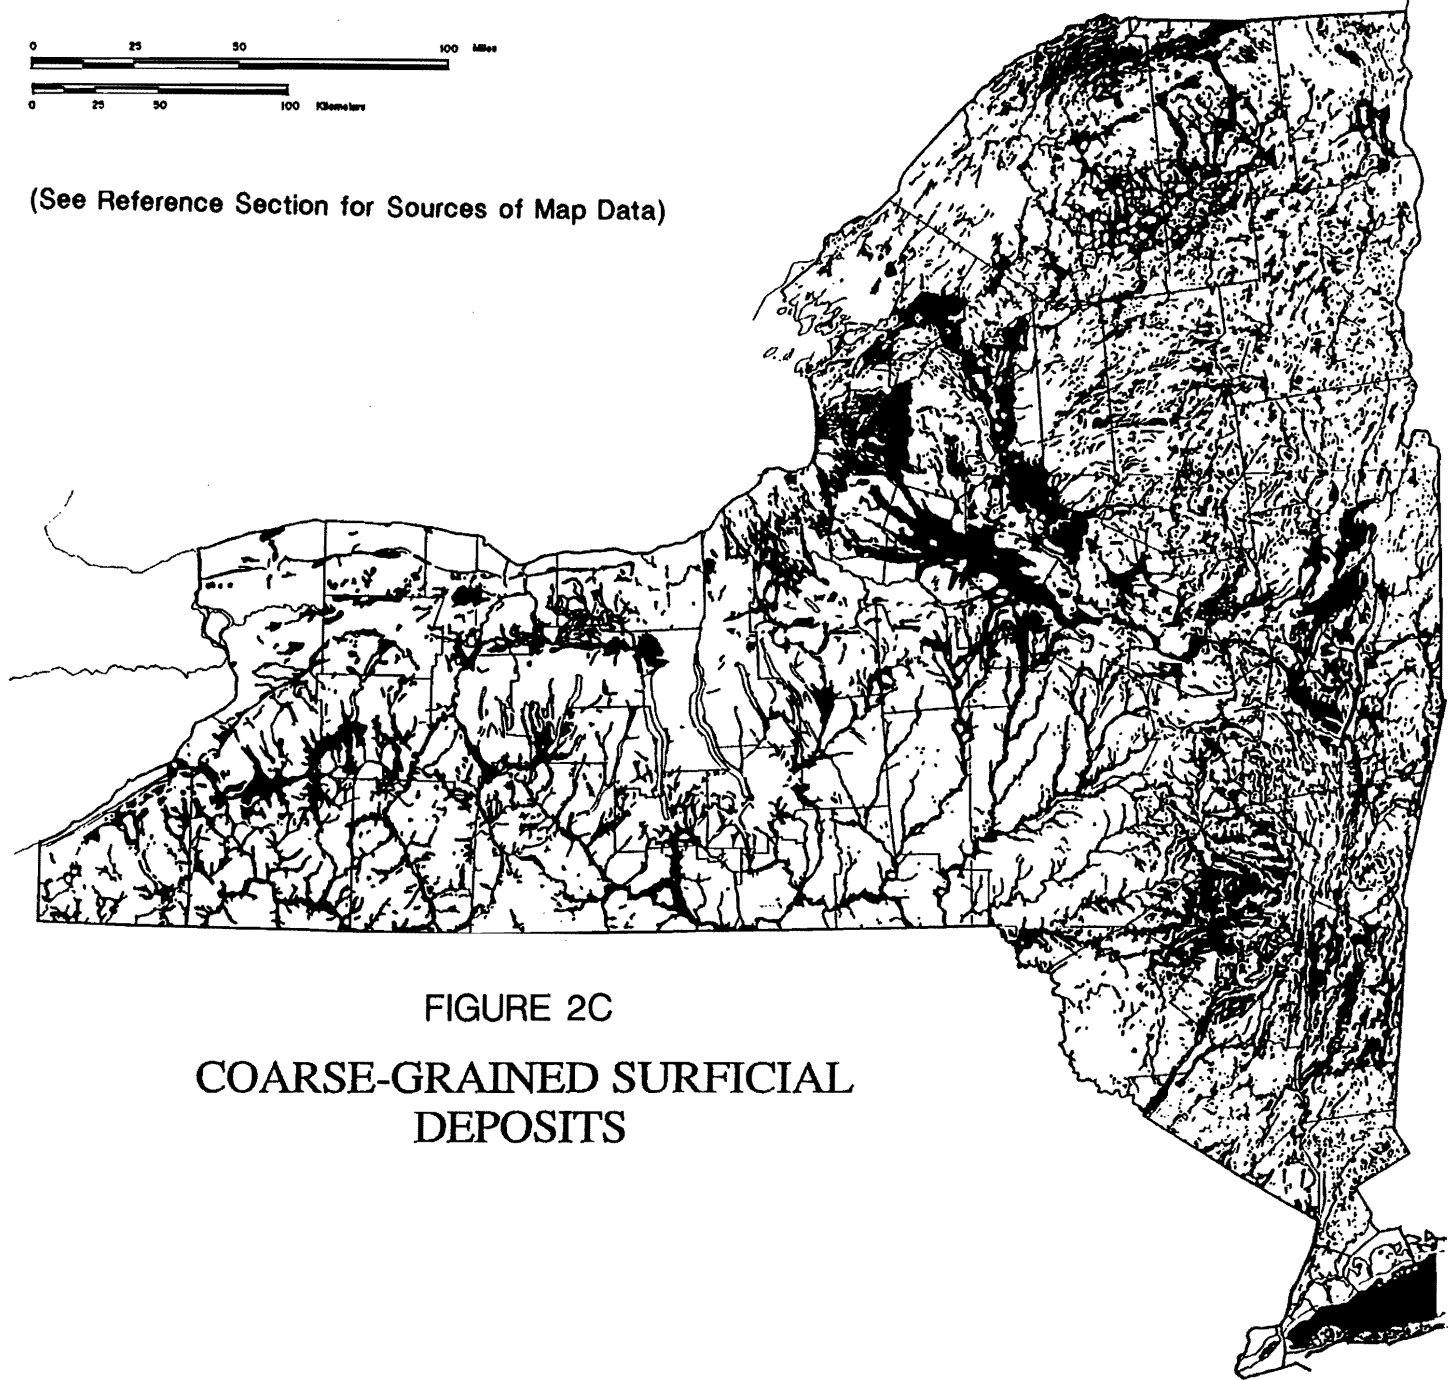 0 25 50 100 Miles
0 25 50 100 Kilometers
(See Reference Section for Sources of Map Data)
FIGURE 2C
COARSE-GRAINED SURFICIAL
DEPOSITS